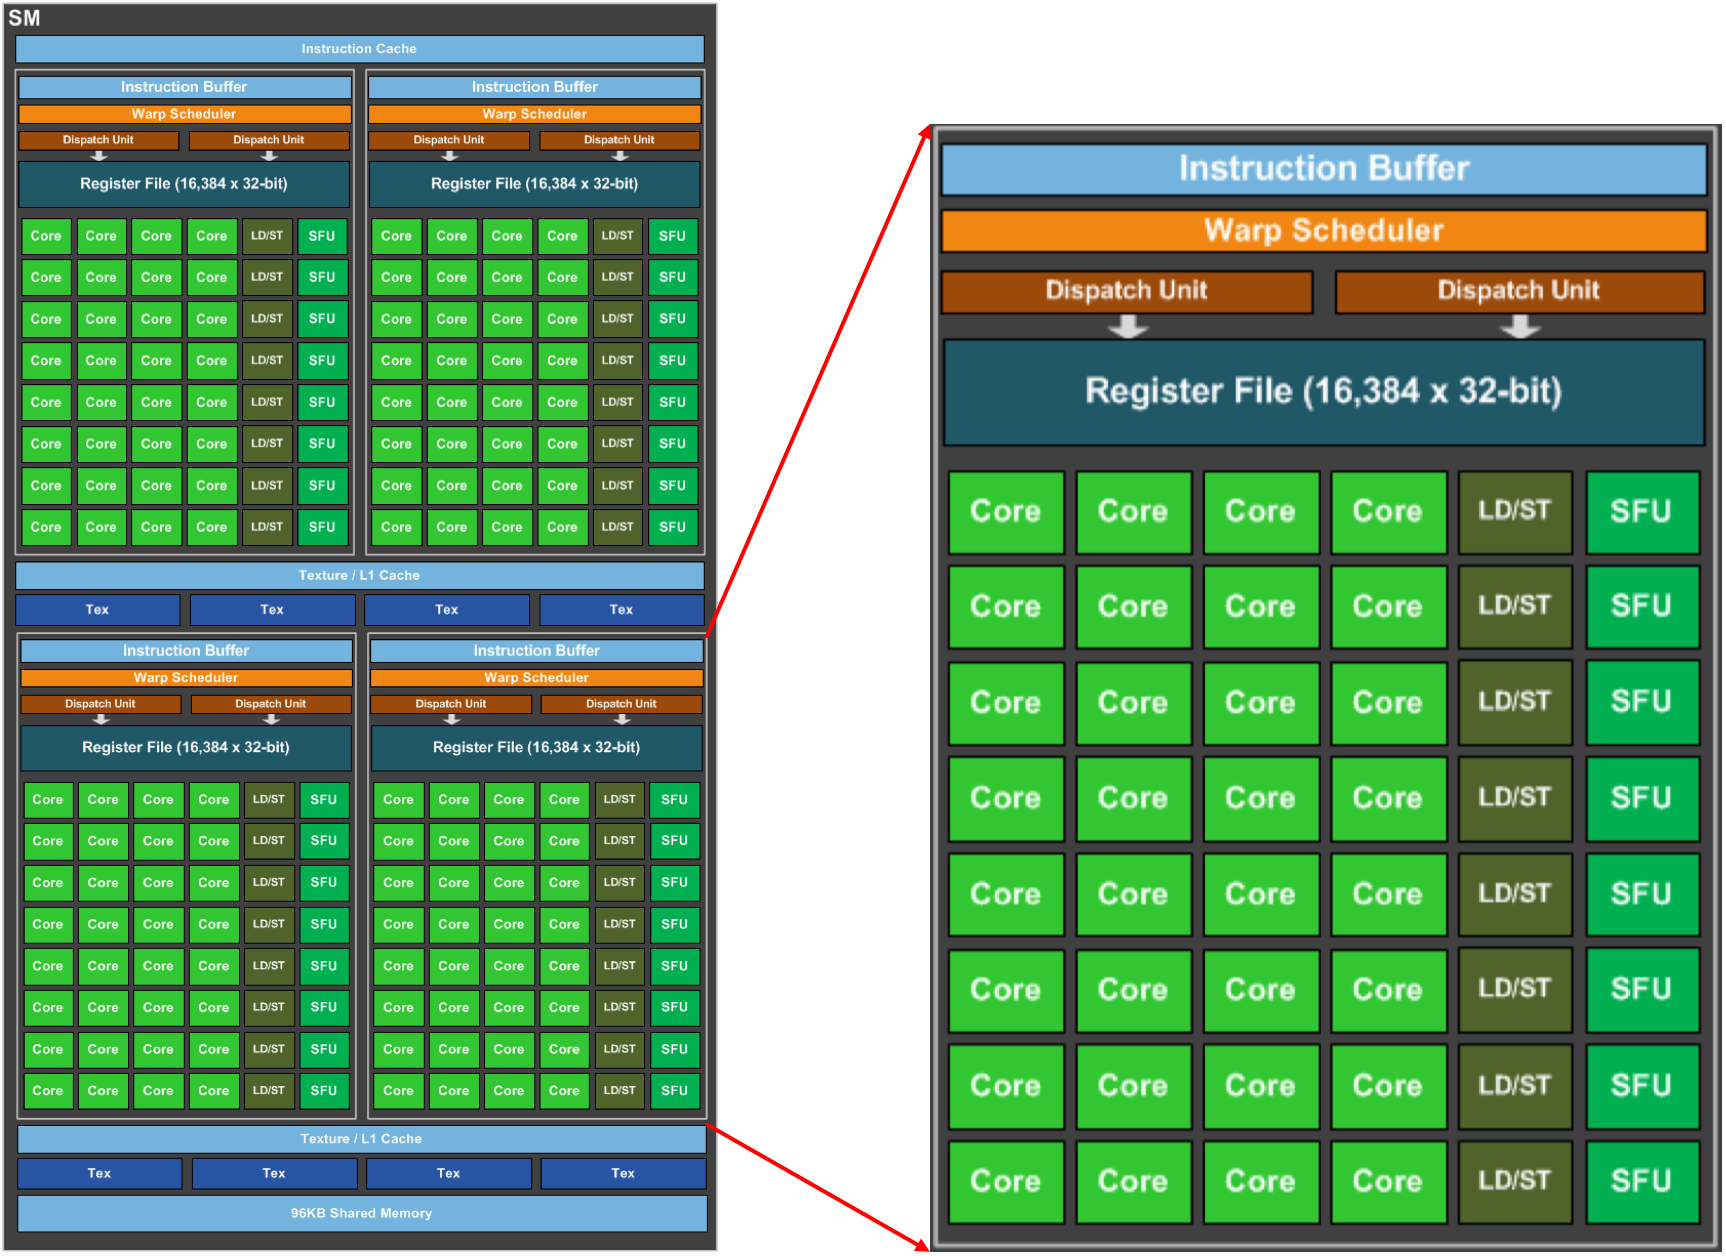 SM
Instruction Cache
Instruction Buffer Instruction Buffer
Warp Scheduler Warp Scheduler
Dispatch Unit Dispatch Unit Dispatch Unit Dispatch Unit
Register File (16,384 x 32-bit) Register File (16,384 x 32-bit)
Core Core Core Core LD/ST SFU Core Core Core Core LD/ST SFU
Core Core Core Core LD/ST SFU Core Core Core Core LD/ST SFU
Core Core Core Core LD/ST SFU Core Core Core Core LD/ST SFU
Core Core Core Core LD/ST SFU Core Core Core Core LD/ST SFU
Core Core Core Core LD/ST SFU Core Core Core Core LD/ST SFU
Core Core Core Core LD/ST SFU Core Core Core Core LD/ST SFU
Core Core Core Core LD/ST SFU Core Core Core Core LD/ST SFU
Core Core Core Core LD/ST SFU Core Core Core Core LD/ST SFU
Texture / L1 Cache
Tex Tex Tex Tex
Instruction Buffer Instruction Buffer
Warp Scheduler Warp Scheduler
Dispatch Unit Dispatch Unit Dispatch Unit Dispatch Unit
Register File (16,384 x 32-bit) Register File (16,384 x 32-bit)
Core Core Core Core LD/ST SFU Core Core Core Core LD/ST SFU
Core Core Core Core LD/ST SFU Core Core Core Core LD/ST SFU
Core Core Core Core LD/ST SFU Core Core Core Core LD/ST SFU
Core Core Core Core LD/ST SFU Core Core Core Core LD/ST SFU
Core Core Core Core LD/ST SFU Core Core Core Core LD/ST SFU
Core Core Core Core LD/ST SFU Core Core Core Core LD/ST SFU
Core Core Core Core LD/ST SFU Core Core Core Core LD/ST SFU
Core Core Core Core LD/ST SFU Core Core Core Core LD/ST SFU
Texture / L1 Cache
Tex Tex Tex Tex
96KB Shared Memory
Instruction Buffer
Warp Scheduler
Dispatch Unit Dispatch Unit
Register File (16,384 x 32-bit)
Core Core Core Core LD/ST SFU
Core Core Core Core LD/ST SFU
Core Core Core Core LD/ST SFU
Core Core Core Core LD/ST SFU
Core Core Core Core LD/ST SFU
Core Core Core Core LD/ST SFU
Core Core Core Core LD/ST SFU
Core Core Core Core LD/ST SFU